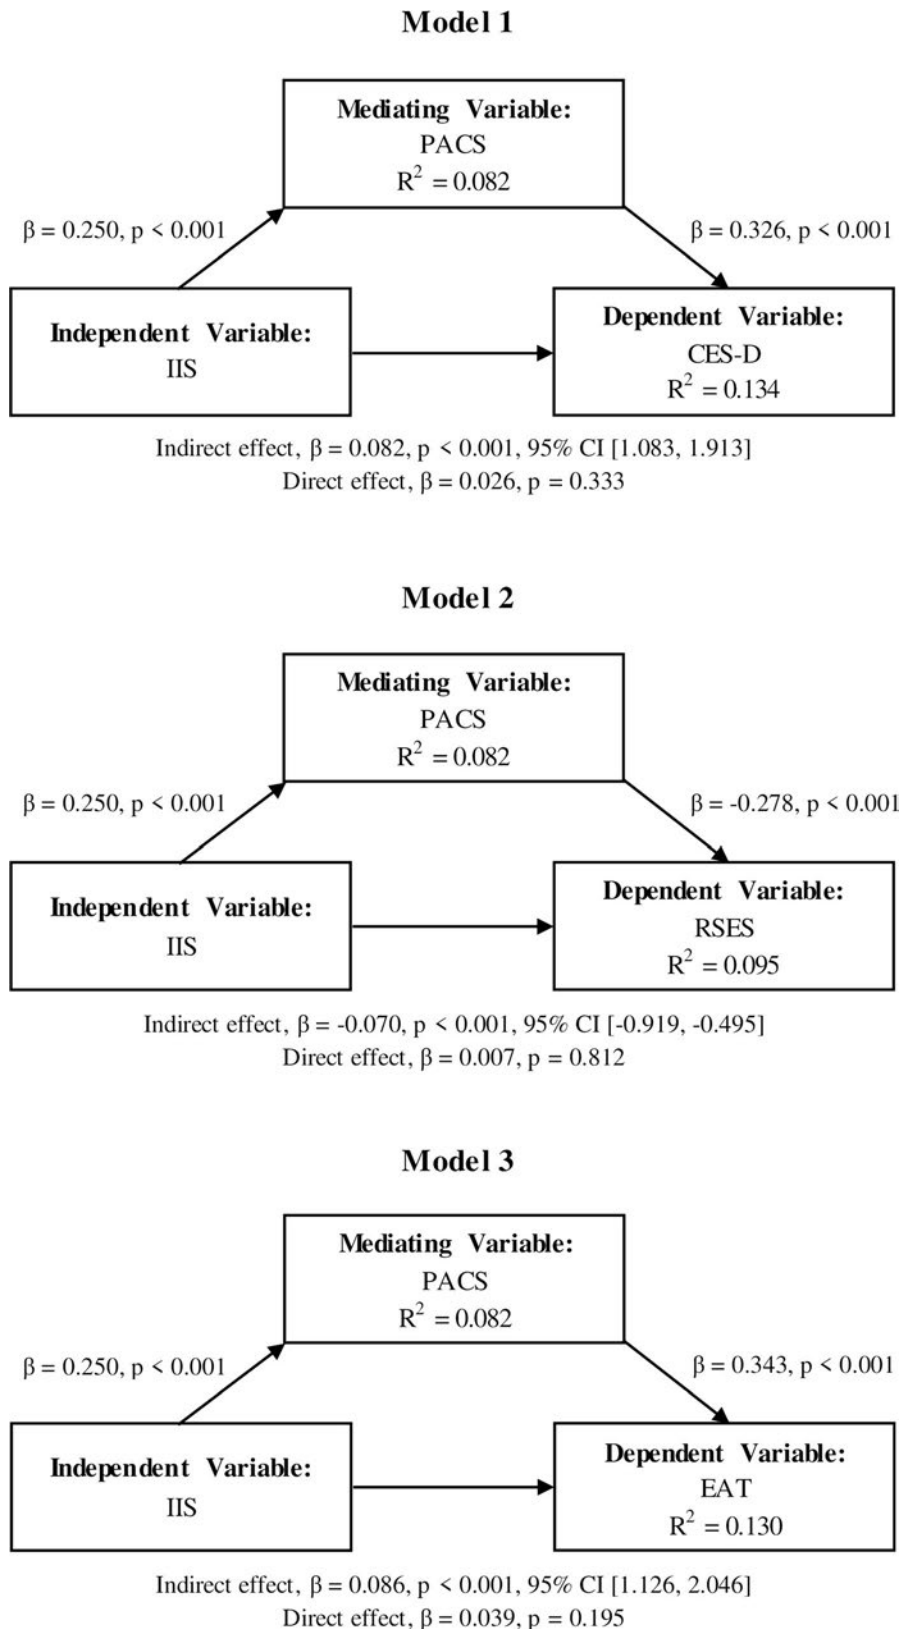 Model 1
Mediating Variable:
PACS
R² = 0.082
β = 0.250, p < 0.001
β = 0.326, p < 0.001
Independent Variable:
IIS
Dependent Variable:
CES-D
R² = 0.134
Indirect effect, β = 0.082, p < 0.001, 95% CI [1.083, 1.913]
Direct effect, β = 0.026, p = 0.333
Model 2
Mediating Variable:
PACS
R² = 0.082
β = 0.250, p < 0.001
β = -0.278, p < 0.001
Independent Variable:
IIS
Dependent Variable:
RSES
R² = 0.095
Indirect effect, β = -0.070, p < 0.001, 95% CI [-0.919, -0.495]
Direct effect, β = 0.007, p = 0.812
Model 3
Mediating Variable:
PACS
R² = 0.082
β = 0.250, p < 0.001
β = 0.343, p < 0.001
Independent Variable:
IIS
Dependent Variable:
EAT
R² = 0.130
Indirect effect, β = 0.086, p < 0.001, 95% CI [1.126, 2.046]
Direct effect, β = 0.039, p = 0.195